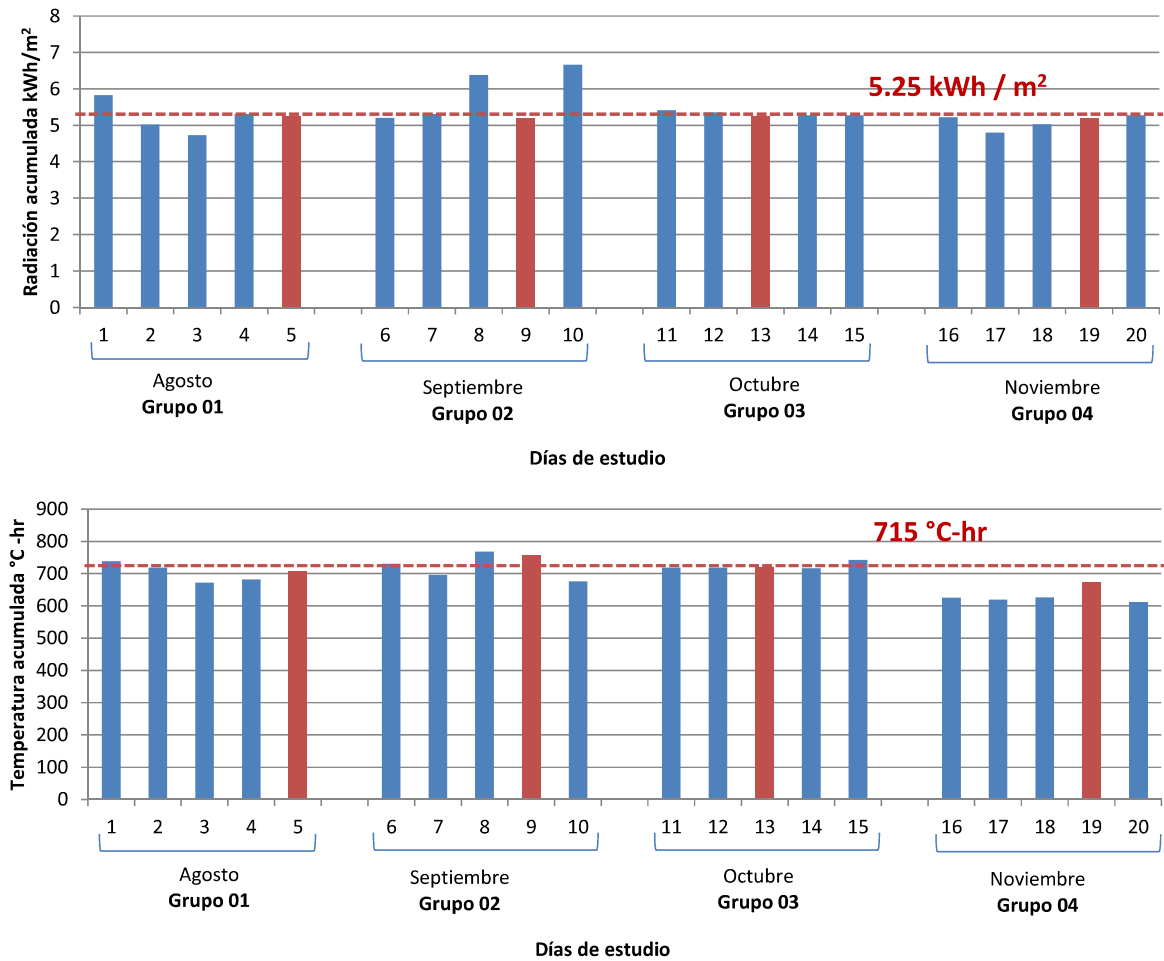 Radiación acumulada kWh/m²
8
7
6
5
4
3
2
1
0
5.25 kWh / m²
1 2 3 4 5 6 7 8 9 10 11 12 13 14 15 16 17 18 19 20
Agosto Septiembre Octubre Noviembre
Grupo 01 Grupo 02 Grupo 03 Grupo 04
Días de estudio
Temperatura acumulada °C -hr
900
800
700
600
500
400
300
200
100
0
715 °C-hr
1 2 3 4 5 6 7 8 9 10 11 12 13 14 15 16 17 18 19 20
Agosto Septiembre Octubre Noviembre
Grupo 01 Grupo 02 Grupo 03 Grupo 04
Días de estudio